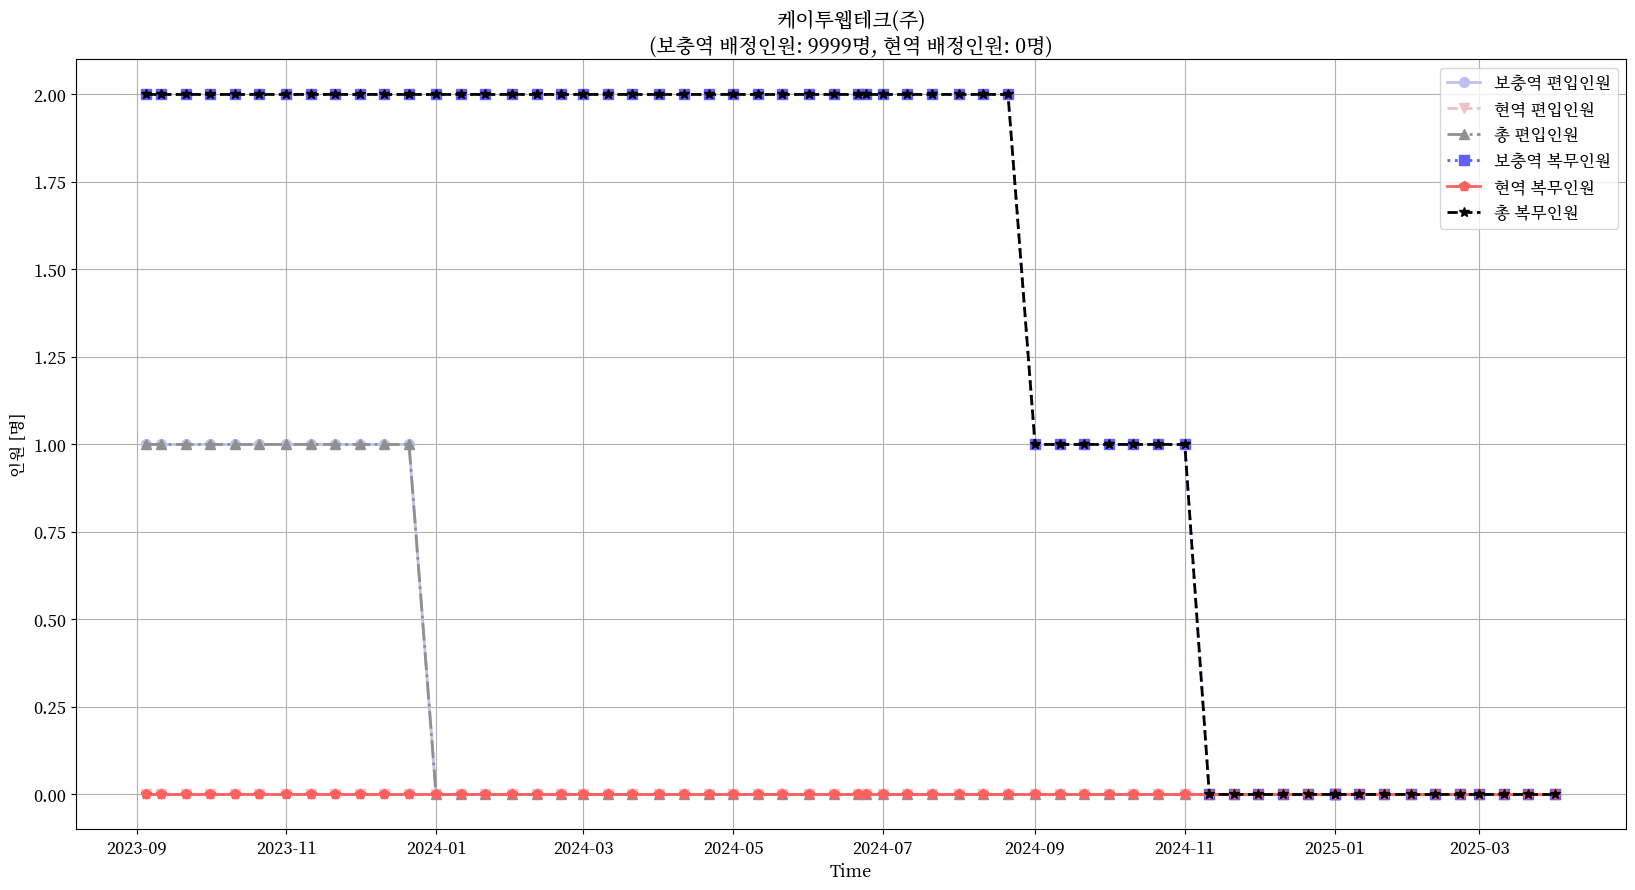 케이투웹테크(주)
(보충역 배정인원: 9999명, 현역 배정인원: 0명)
보충역 편입인원
현역 편입인원
총 편입인원
보충역 복무인원
현역 복무인원
총 복무인원
인원 [명]
2.00
1.75
1.50
1.25
1.00
0.75
0.50
0.25
0.00
2023-09 2023-11 2024-01 2024-03 2024-05 2024-07 2024-09 2024-11 2025-01 2025-03
Time